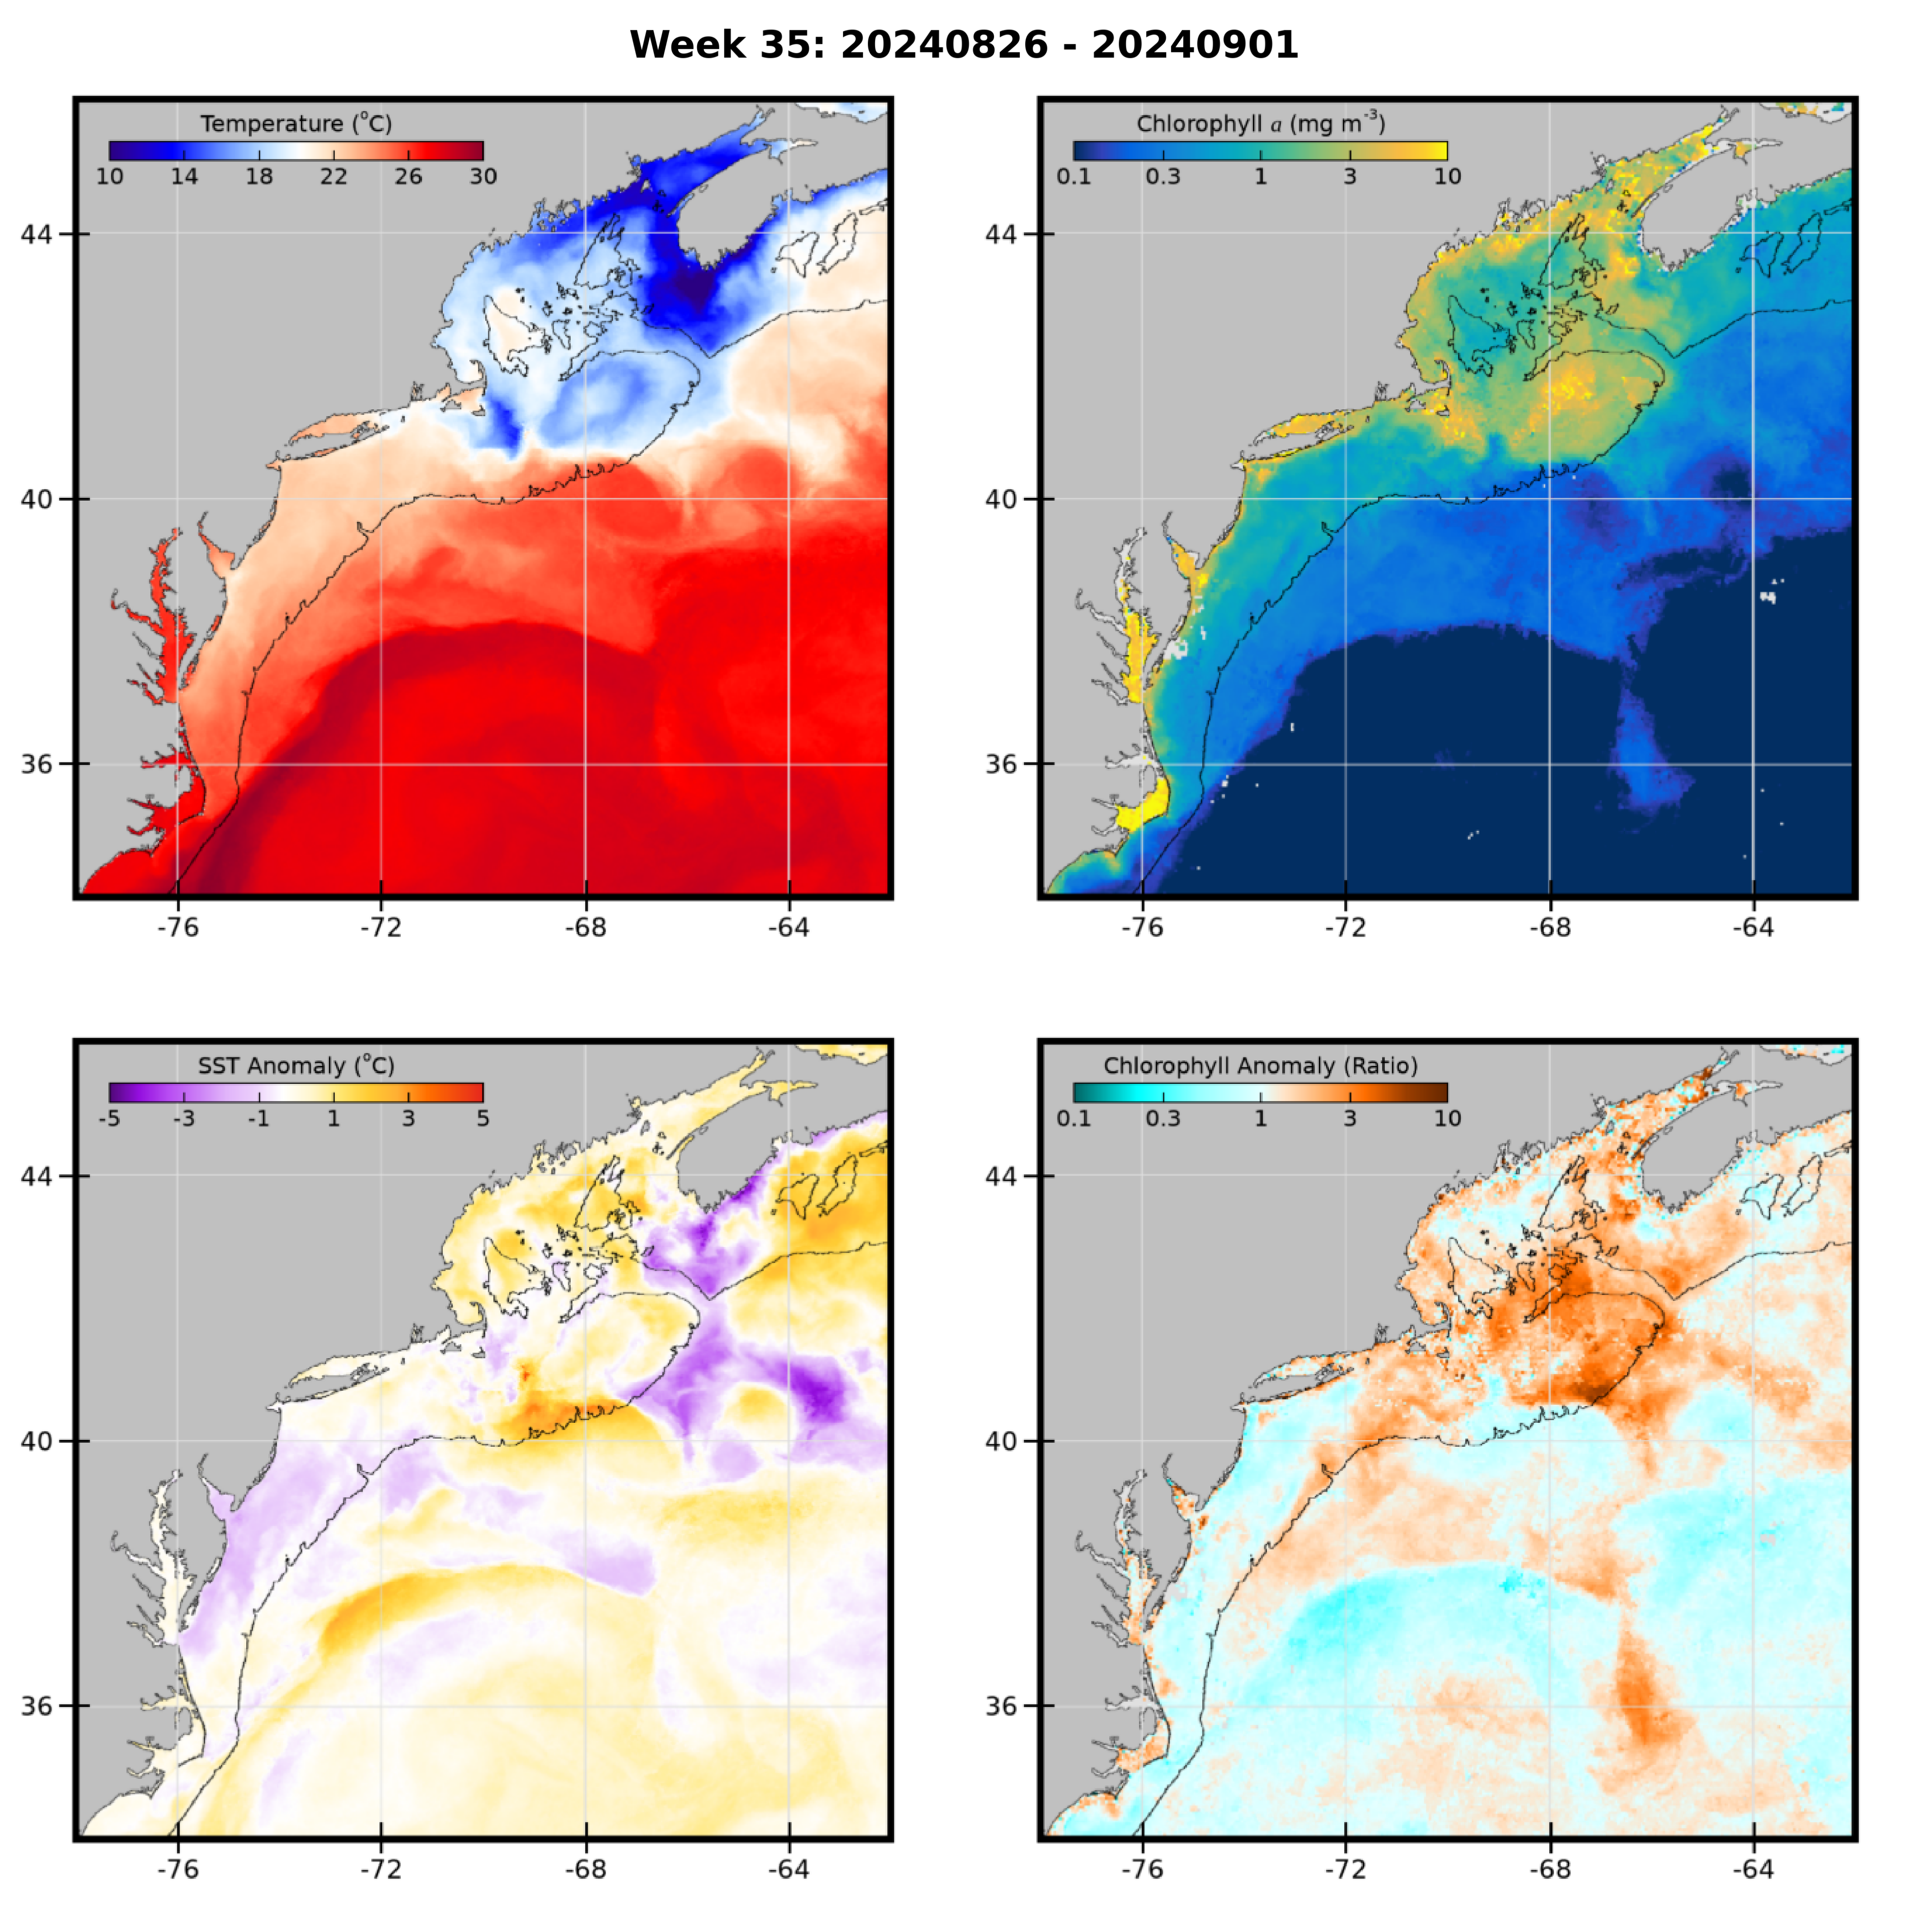 Week 35: 20240826 - 20240901
Temperature (°C)
10 14 18 22 26 30
44
40
36
-76 -72 -68 -64
Chlorophyll a (mg m⁻³)
0.1 0.3 1 3 10
44
40
36
-76 -72 -68 -64
SST Anomaly (°C)
-5 -3 -1 1 3 5
44
40
36
-76 -72 -68 -64
Chlorophyll Anomaly (Ratio)
0.1 0.3 1 3 10
44
40
36
-76 -72 -68 -64